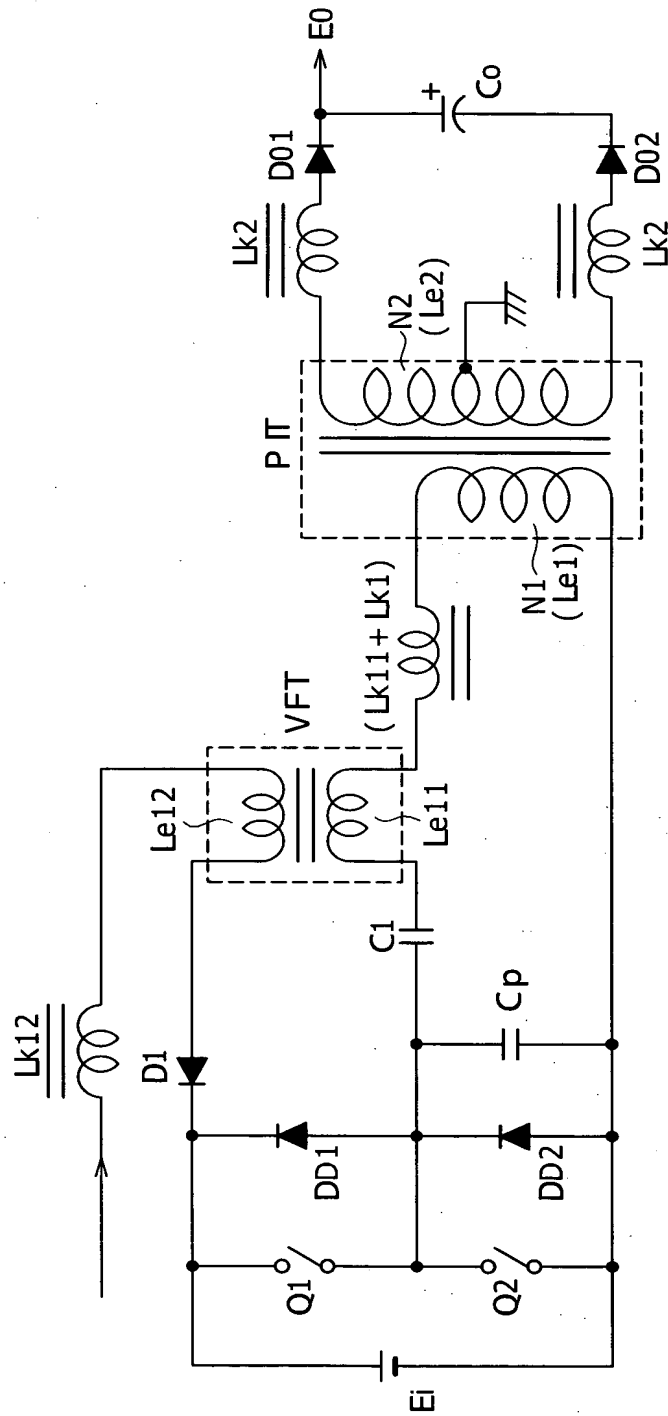 Lk12
D1
Ei
Q1
Q2
DD1
DD2
Cp
C1
Le12
VFT
Le11
(Lk11+Lk1)
PIT
N1
(Le1)
N2
(Le2)
Lk2
D01
E0
+
Co
Lk2
D02